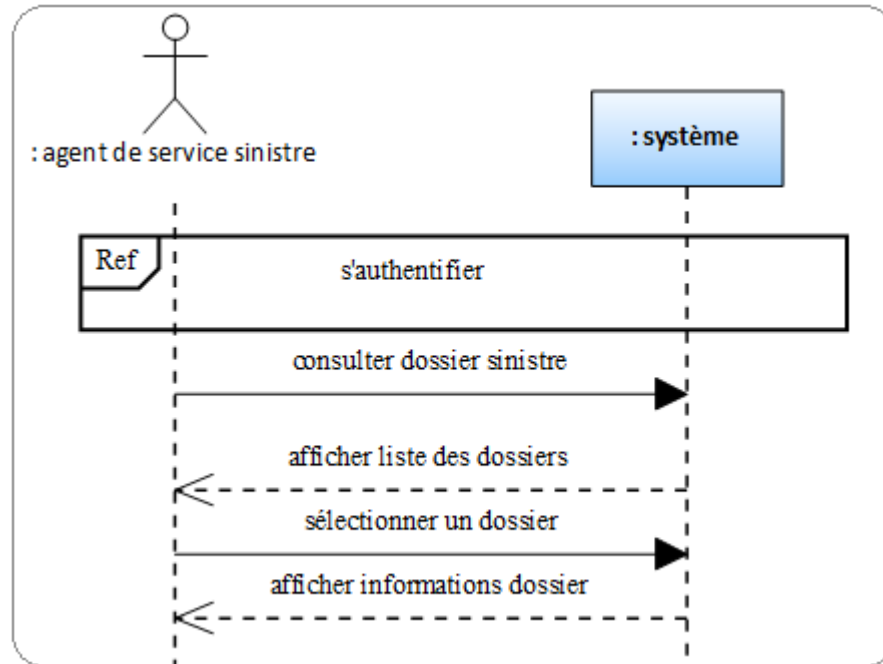 : agent de service sinistre
: système
Ref
s'authentifier
consulter dossier sinistre
afficher liste des dossiers
sélectionner un dossier
afficher informations dossier